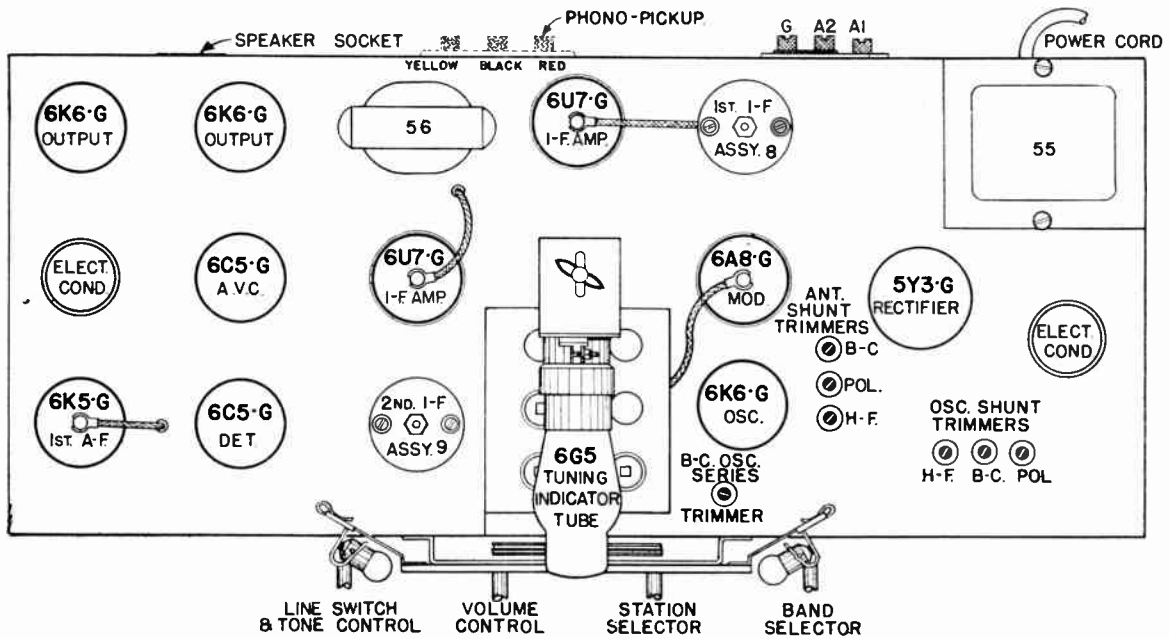 SPEAKER SOCKET
PHONO-PICKUP
G A2 A1
POWER CORD
YELLOW BLACK RED
6K6·G
OUTPUT
6K6·G
OUTPUT
56
6U7·G
I-F. AMP.
1ST. I-F
ASSY. 8
55
ELECT.
COND
6C5·G
A.V.C.
6U7·G
I-F AMP.
6A8·G
MOD.
ANT.
SHUNT
TRIMMERS
B-C
POL.
H-F.
5Y3·G
RECTIFIER
ELECT.
COND
6K5·G
1ST. A-F.
6C5·G
DET.
2ND. I-F
ASSY. 9
6G5
TUNING
INDICATOR
TUBE
6K6·G
OSC.
B-C. OSC.
SERIES
TRIMMER
OSC. SHUNT
TRIMMERS
H-F. B-C. POL
LINE SWITCH
& TONE CONTROL
VOLUME
CONTROL
STATION
SELECTOR
BAND
SELECTOR